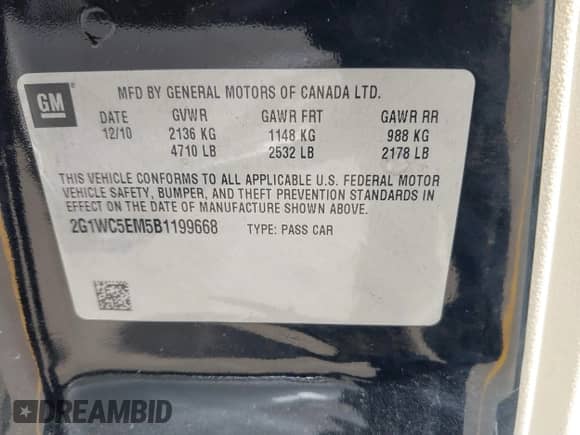 GM
MFD BY GENERAL MOTORS OF CANADA LTD.
DATE GVWR GAWR FRT GAWR RR
12/10 2136 KG 1148 KG 988 KG
4710 LB 2532 LB 2178 LB
THIS VEHICLE CONFORMS TO ALL APPLICABLE U.S. FEDERAL MOTOR
VEHICLE SAFETY, BUMPER, AND THEFT PREVENTION STANDARDS IN
EFFECT ON THE DATE OF MANUFACTURE SHOWN ABOVE.
2G1WC5EM5B1199668 TYPE: PASS CAR
DREAMBID